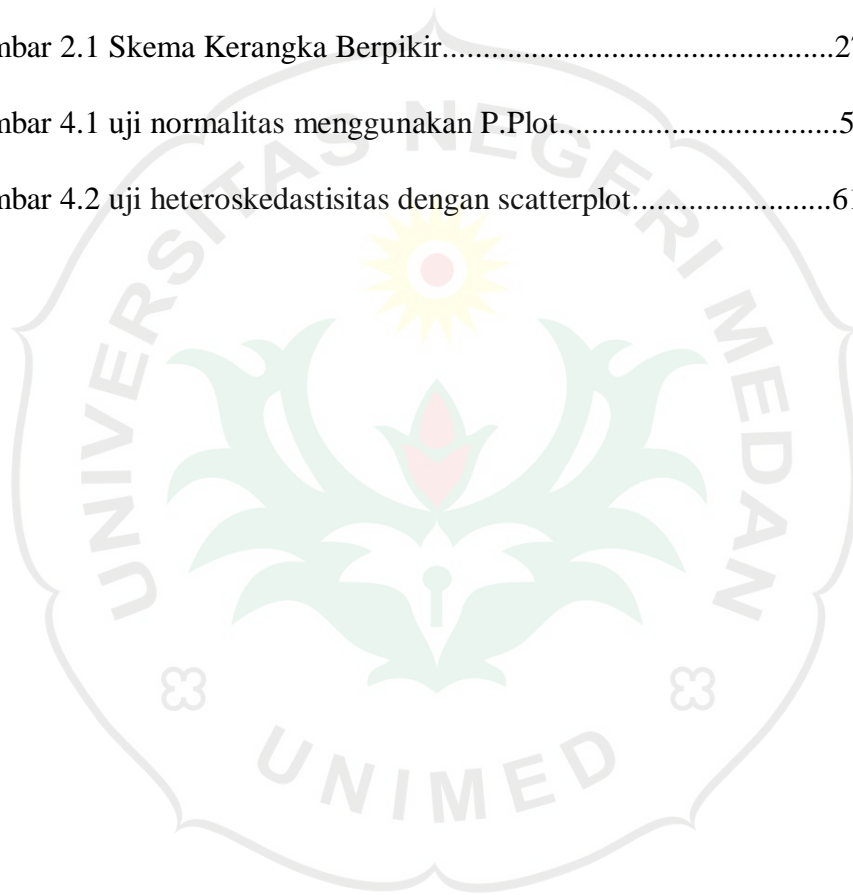 mbar 2.1 Skema Kerangka Berpikir................................................2
mbar 4.1 uji normalitas menggunakan P.Plot..................................5
mbar 4.2 uji heteroskedastisitas dengan scatterplot........................61
UNIVERSITAS NEGERI MEDAN
UNIMED